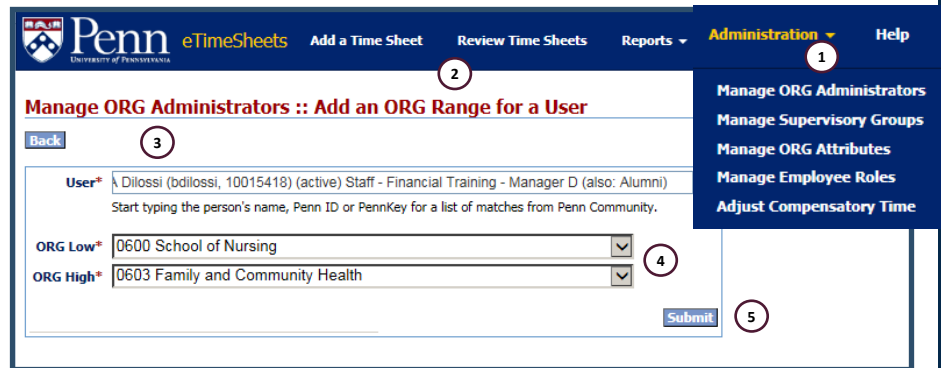 Penn
UNIVERSITY of PENNSYLVANIA
eTimeSheets Add a Time Sheet Review Time Sheets Reports Administration Help
1
2
Manage ORG Administrators
Manage Supervisory Groups
Manage ORG Attributes
Manage Employee Roles
Adjust Compensatory Time
Manage ORG Administrators :: Add an ORG Range for a User
Back
3
User* A Dilossi (bdilossi, 10015418) (active) Staff - Financial Training - Manager D (also: Alumni)
Start typing the person's name, Penn ID or PennKey for a list of matches from Penn Community.
ORG Low* 0600 School of Nursing
4
ORG High* 0603 Family and Community Health
Submit
5